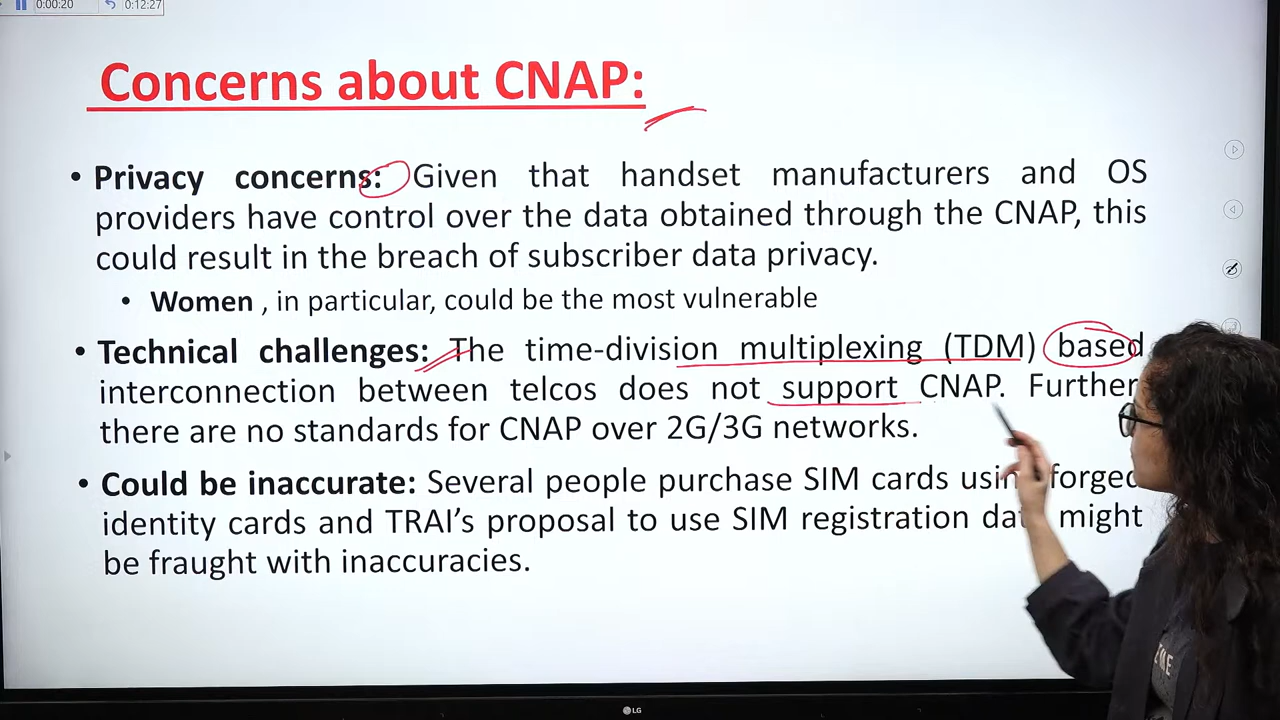 0:00:20 0:12:27
Concerns about CNAP:
• Privacy concerns: Given that handset manufacturers and OS
providers have control over the data obtained through the CNAP, this
could result in the breach of subscriber data privacy.
• Women , in particular, could be the most vulnerable
• Technical challenges: The time-division multiplexing (TDM) based
interconnection between telcos does not support CNAP. Further
there are no standards for CNAP over 2G/3G networks.
• Could be inaccurate: Several people purchase SIM cards using forged
identity cards and TRAI's proposal to use SIM registration data might
be fraught with inaccuracies.
LG